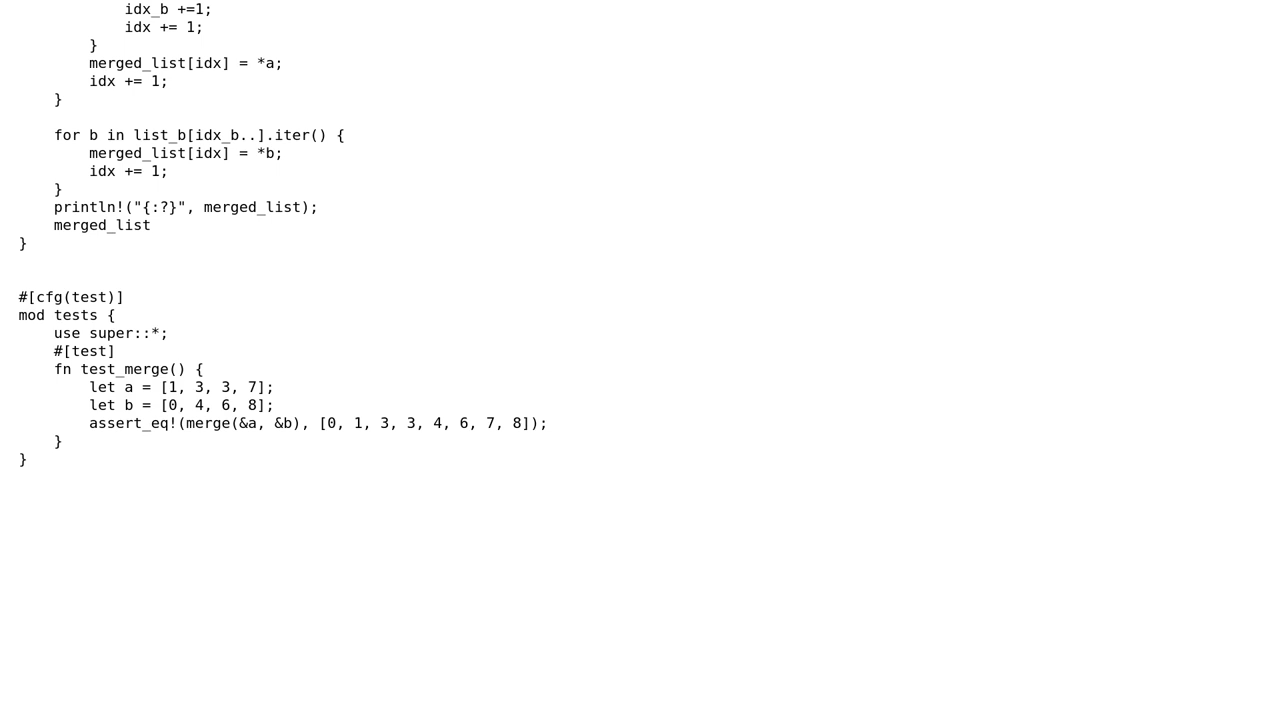 idx_b +=1;
            idx += 1;
        }
        merged_list[idx] = *a;
        idx += 1;
    }

    for b in list_b[idx_b..].iter() {
        merged_list[idx] = *b;
        idx += 1;
    }
    println!("{:?}", merged_list);
    merged_list
}


#[cfg(test)]
mod tests {
    use super::*;
    #[test]
    fn test_merge() {
        let a = [1, 3, 3, 7];
        let b = [0, 4, 6, 8];
        assert_eq!(merge(&a, &b), [0, 1, 3, 3, 4, 6, 7, 8]);
    }
}